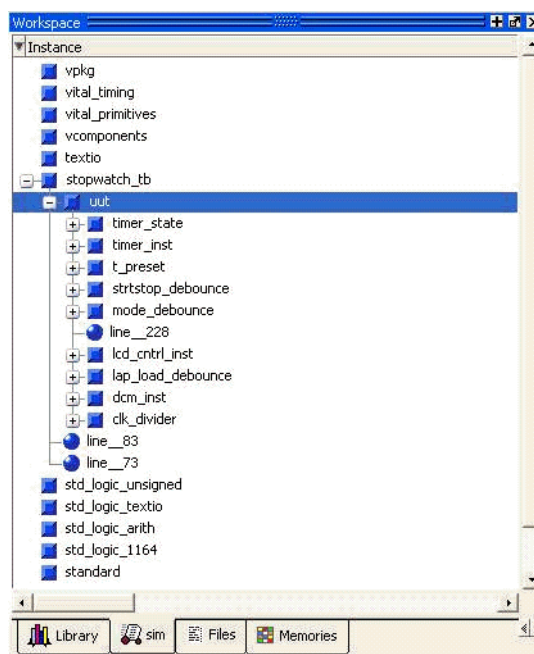 Workspace
Instance
vpkg
vital_timing
vital_primitives
vcomponents
textio
stopwatch_tb
uut
timer_state
timer_inst
t_preset
strtstop_debounce
mode_debounce
line__228
lcd_cntrl_inst
lap_load_debounce
dcm_inst
clk_divider
line__83
line__73
std_logic_unsigned
std_logic_textio
std_logic_arith
std_logic_1164
standard
Library sim Files Memories